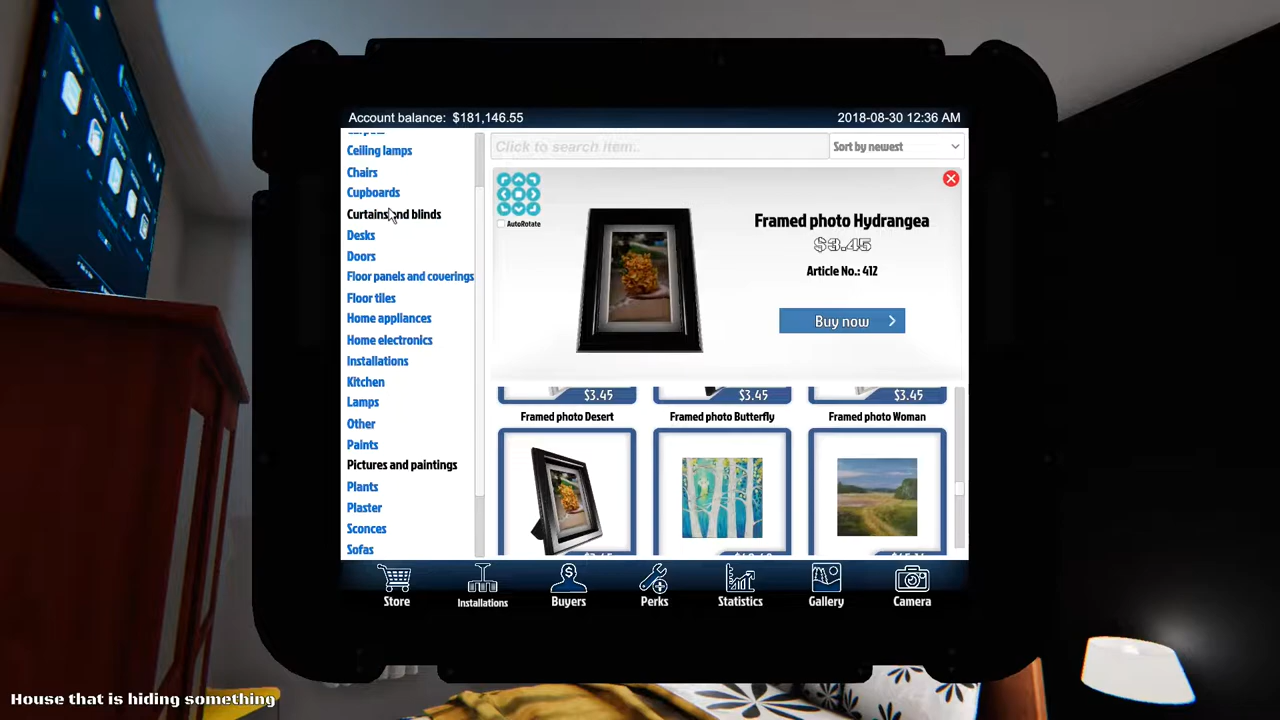 Account balance: $181,146.55
2018-08-30 12:36 AM
Carpets
Ceiling lamps
Chairs
Cupboards
Curtains and blinds
Desks
Doors
Floor panels and coverings
Floor tiles
Home appliances
Home electronics
Installations
Kitchen
Lamps
Other
Paints
Pictures and paintings
Plants
Plaster
Sconces
Sofas
Click to search item..
Sort by newest
AutoRotate
Framed photo Hydrangea
$3.45
Article No.: 412
Buy now
$3.45
$3.45
$3.45
Framed photo Desert
Framed photo Butterfly
Framed photo Woman
Store
Installations
Buyers
Perks
Statistics
Gallery
Camera
House that is hiding something